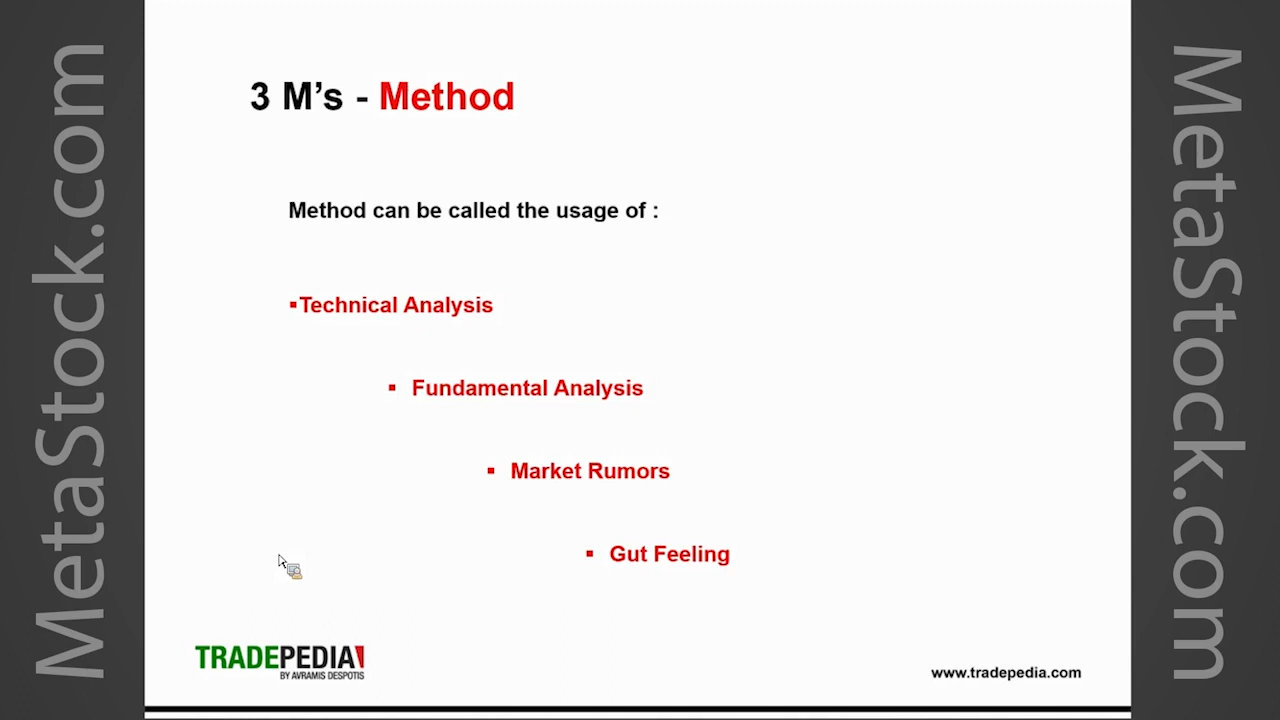 MetaStock.com
3 M’s - Method
Method can be called the usage of :
▪Technical Analysis
▪ Fundamental Analysis
▪ Market Rumors
▪ Gut Feeling
TRADEPEDIA
BY AVRAMIS DESPOTIS
www.tradepedia.com
MetaStock.com